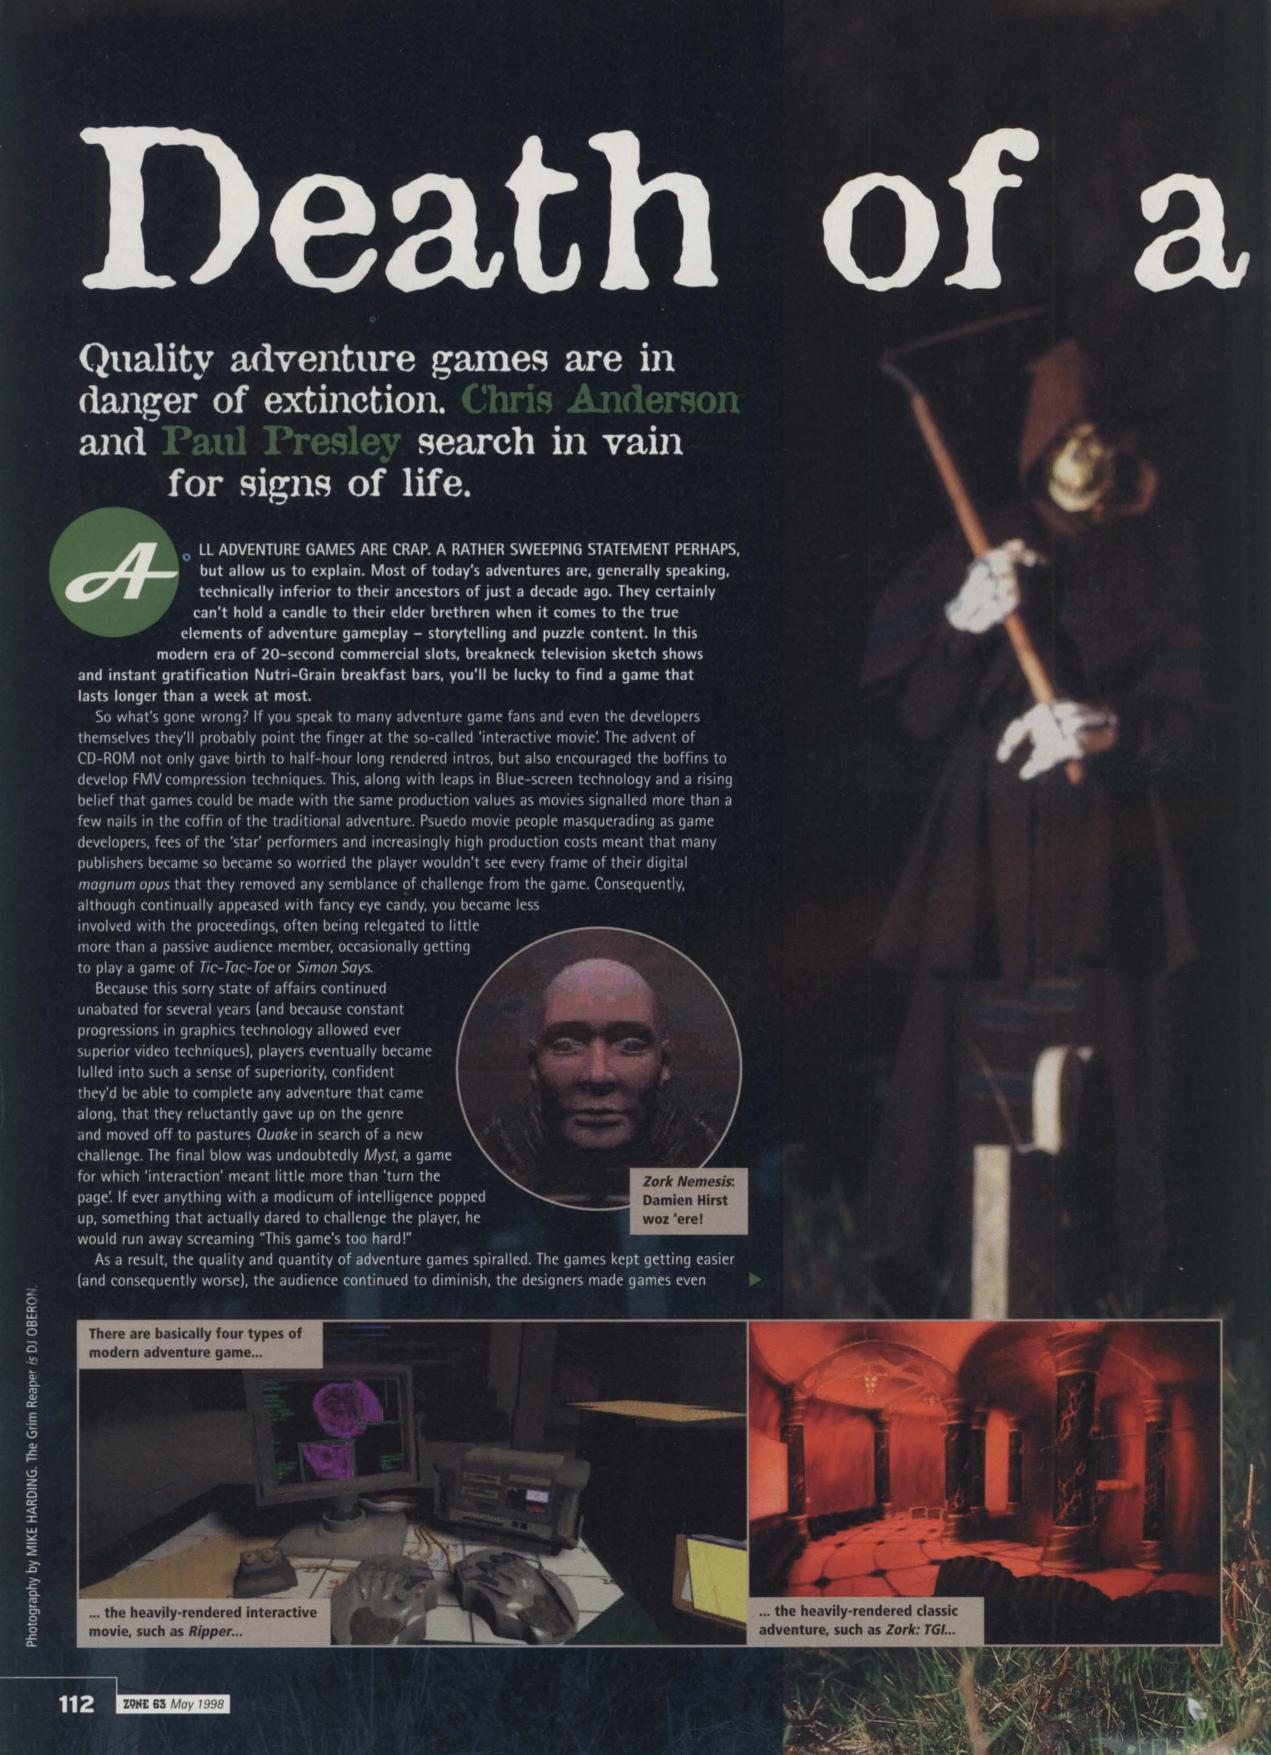 Death of a
Quality adventure games are in
danger of extinction. Chris Anderson
and Paul Presley search in vain
for signs of life.
ALL ADVENTURE GAMES ARE CRAP. A RATHER SWEEPING STATEMENT PERHAPS,
but allow us to explain. Most of today's adventures are, generally speaking,
technically inferior to their ancestors of just a decade ago. They certainly
can't hold a candle to their elder brethren when it comes to the true
elements of adventure gameplay – storytelling and puzzle content. In this
modern era of 20-second commercial slots, breakneck television sketch shows
and instant gratification Nutri-Grain breakfast bars, you'll be lucky to find a game that
lasts longer than a week at most.
So what's gone wrong? If you speak to many adventure game fans and even the developers
themselves they'll probably point the finger at the so-called 'interactive movie'. The advent of
CD-ROM not only gave birth to half-hour long rendered intros, but also encouraged the boffins to
develop FMV compression techniques. This, along with leaps in Blue-screen technology and a rising
belief that games could be made with the same production values as movies signalled more than a
few nails in the coffin of the traditional adventure. Psuedo movie people masquerading as game
developers, fees of the 'star' performers and increasingly high production costs meant that many
publishers became so became so worried the player wouldn't see every frame of their digital
magnum opus that they removed any semblance of challenge from the game. Consequently,
although continually appeased with fancy eye candy, you became less
involved with the proceedings, often being relegated to little
more than a passive audience member, occasionally getting
to play a game of Tic-Tac-Toe or Simon Says.
Because this sorry state of affairs continued
unabated for several years (and because constant
progressions in graphics technology allowed ever
superior video techniques), players eventually became
lulled into such a sense of superiority, confident
they'd be able to complete any adventure that came
along, that they reluctantly gave up on the genre
and moved off to pastures Quake in search of a new
challenge. The final blow was undoubtedly Myst, a game
for which 'interaction' meant little more than 'turn the
page'. If ever anything with a modicum of intelligence popped
up, something that actually dared to challenge the player, he
would run away screaming "This game's too hard!"
As a result, the quality and quantity of adventure games spiralled. The games kept getting easier
(and consequently worse), the audience continued to diminish, the designers made games even
Zork Nemesis:
Damien Hirst
woz 'ere!
There are basically four types of
modern adventure game...
... the heavily-rendered interactive
movie, such as Ripper...
... the heavily-rendered classic
adventure, such as Zork: TGI...
Photography by MIKE HARDING. The Grim Reaper is DJ OBERON.
112 ZONE 63 May 1998